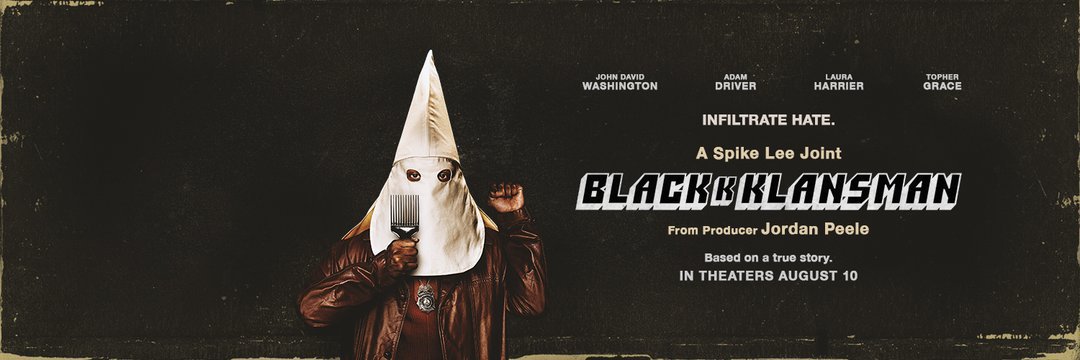 JOHN DAVID WASHINGTON ADAM DRIVER LAURA HARRIER TOPHER GRACE
INFILTRATE HATE.
A Spike Lee Joint
BLACKkKLANSMAN
From Producer Jordan Peele
Based on a true story.
IN THEATERS AUGUST 10